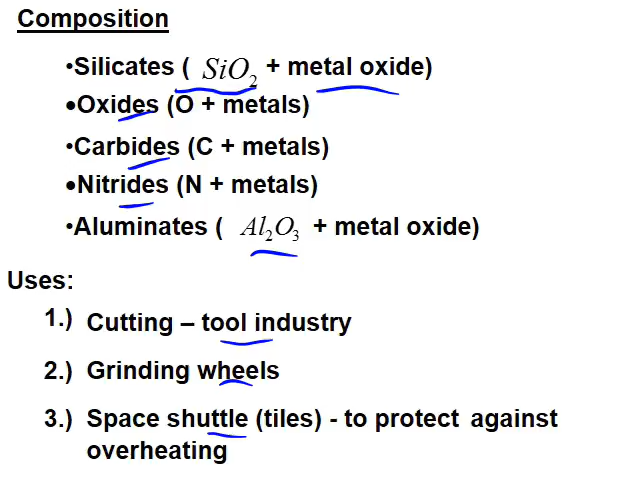 Composition
•Silicates ( SiO₂ + metal oxide)
•Oxides (O + metals)
•Carbides (C + metals)
•Nitrides (N + metals)
•Aluminates ( Al₂O₃ + metal oxide)
Uses:
1.) Cutting – tool industry
2.) Grinding wheels
3.) Space shuttle (tiles) - to protect against
overheating